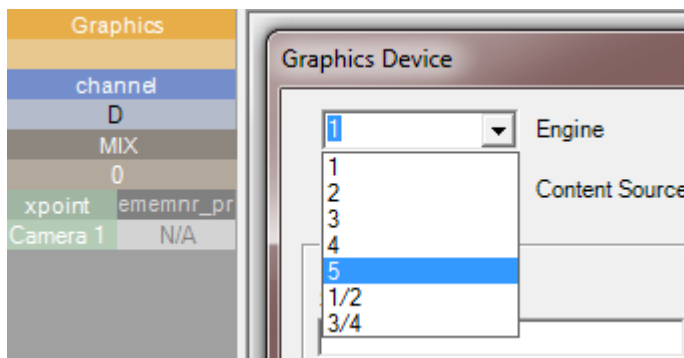 Graphics
channel
D
MIX
0
xpoint ememnr_pr
Camera 1 N/A
Graphics Device
1 Engine
1
2
3
4
5
1/2
3/4
Content Source